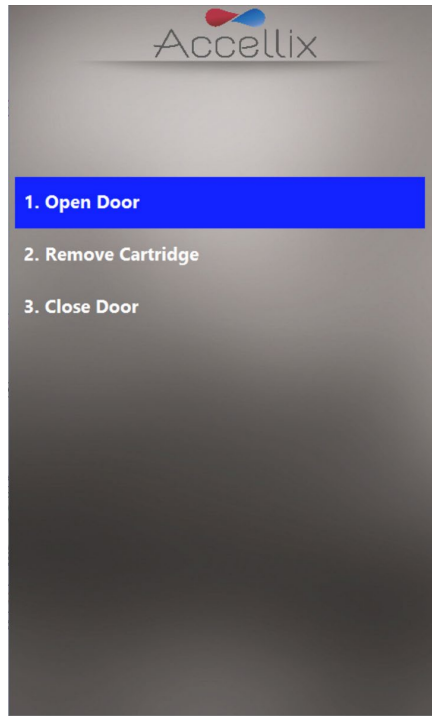 Accellix
1. Open Door
2. Remove Cartridge
3. Close Door